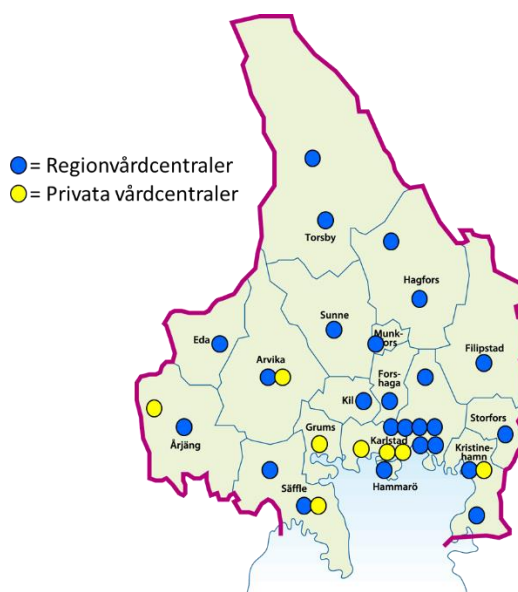 = Regionvårdcentraler
= Privata vårdcentraler
Torsby
Hagfors
Sunne
Munk-
fors
Eda
Arvika
Filipstad
Fors-
haga
Kil
Storfors
Årjäng
Grums
Karlstad
Kristine-
hamn
Hammarö
Säffle